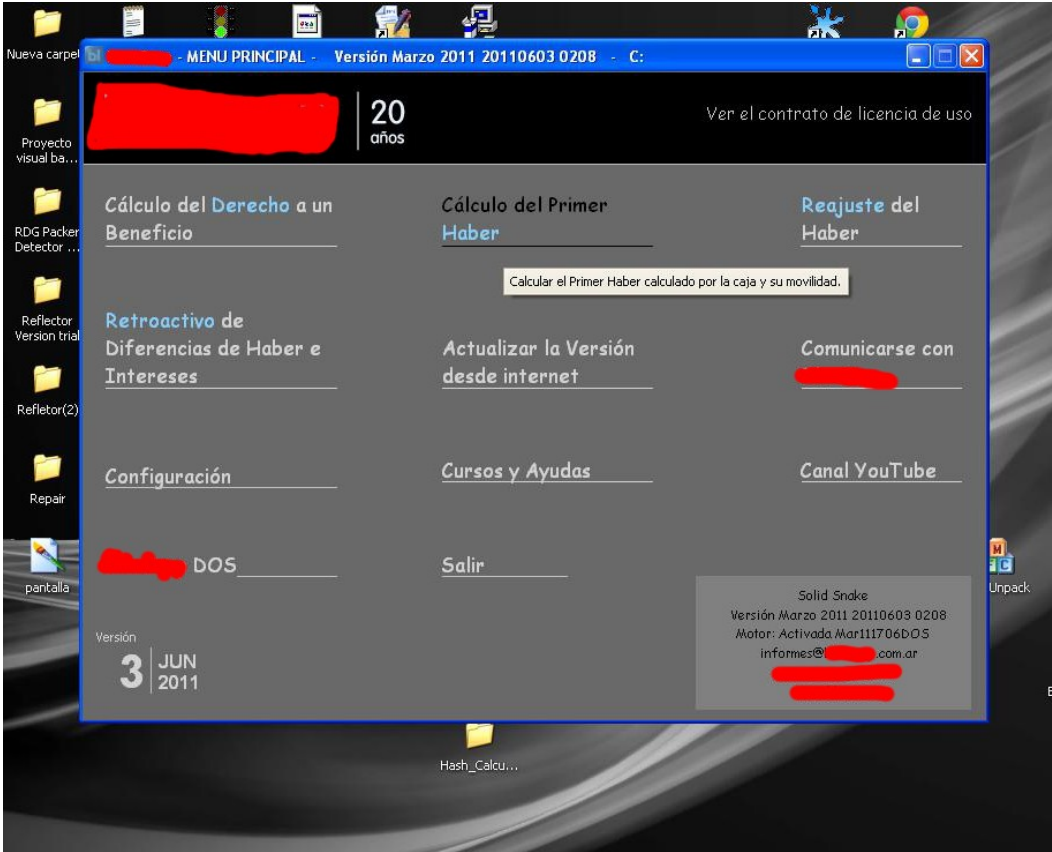 Nueva carpe
- MENU PRINCIPAL - Versión Marzo 2011 20110603 0208 - C:
20
años
Ver el contrato de licencia de uso
Proyecto
visual ba...
RDG Packer
Detector ...
Reflector
Version trial
Refletor(2)
Repair
pantalla
Cálculo del Derecho a un
Beneficio
Cálculo del Primer
Haber
Reajuste del
Haber
Calcular el Primer Haber calculado por la caja y su movilidad.
Retroactivo de
Diferencias de Haber e
Intereses
Actualizar la Versión
desde internet
Comunicarse con
Configuración
Cursos y Ayudas
Canal YouTube
DOS
Salir
Versión
3
JUN
2011
Solid Snake
Versión Marzo 2011 20110603 0208
Motor: Activada Mar111706DOS
informes@
.com.ar
Unpack
Hash_Calcu...